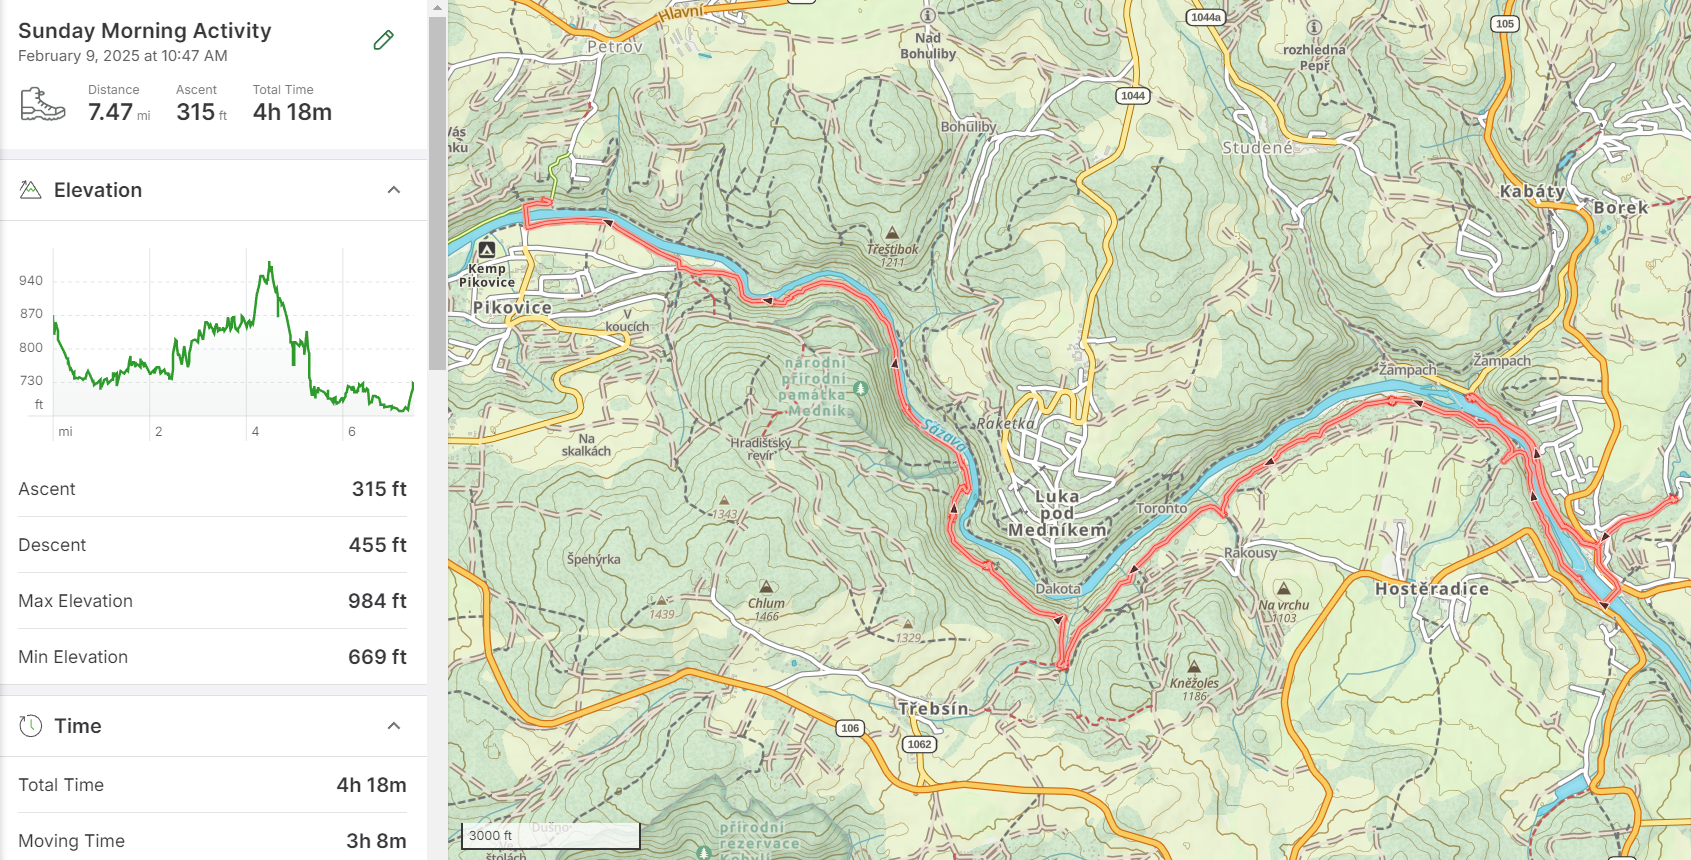 Sunday Morning Activity
February 9, 2025 at 10:47 AM
Distance
7.47 mi
Ascent
315 ft
Total Time
4h 18m
Elevation
940
870
800
730
ft
mi
2
4
6
Ascent
315 ft
Descent
455 ft
Max Elevation
984 ft
Min Elevation
669 ft
Time
Total Time
4h 18m
Moving Time
3h 8m
Hlavní
Petrov
Nad
Bohuliby
1044a
rozhledna
Pepř
105
1044
Bohuliby
Studené
Kabáty
Borek
Třeštibok
1211
Kemp
Pikovice
Pikovice
V
koucích
Žampach
Žampach
národní
přírodní
památka
Medník
Raketka
Sázava
Na
skalkách
Hradišťský
revír
1343
Luka
pod
Medníkem
Toronto
Rakousy
Špehýrka
Dakota
Hostěradice
Chlum
1466
1439
1329
Na vrchu
1103
Kněžoles
1186
Třebsín
106
1062
3000 ft
Dušno
štolách
přírodní
rezervace